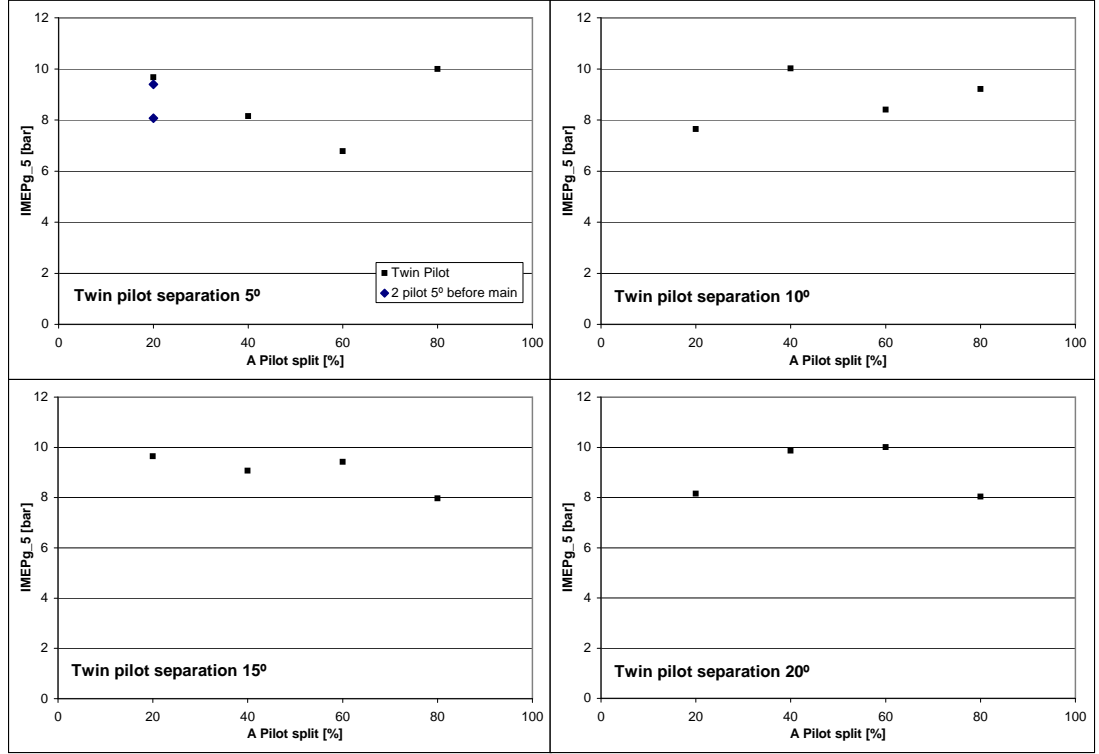 12
10
8
6
4
2
0
IMEPg_5 [bar]
Twin Pilot
2 pilot 5º before main
Twin pilot separation 5º
0 20 40 60 80 100
A Pilot split [%]
12
10
8
6
4
2
0
IMEPg_5 [bar]
Twin pilot separation 10º
0 20 40 60 80 100
A Pilot split [%]
12
10
8
6
4
2
0
IMEPg_5 [bar]
Twin pilot separation 15º
0 20 40 60 80 100
A Pilot split [%]
12
10
8
6
4
2
0
IMEPg_5 [bar]
Twin pilot separation 20º
0 20 40 60 80 100
A Pilot split [%]